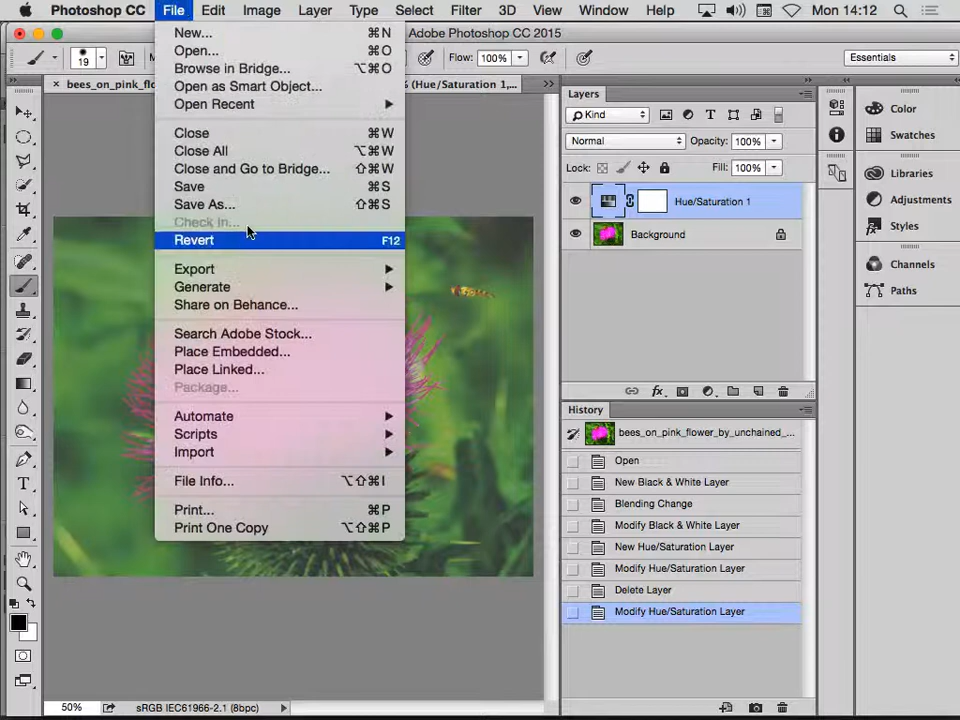 Photoshop CC File Edit Image Layer Type Select Filter 3D View Window Help Mon 14:12
Adobe Photoshop CC 2015
19 Flow: 100% Essentials
bees_on_pink_flo (Hue/Saturation 1,...
New... ⌘N
Open... ⌘O
Browse in Bridge... ⌥⌘O
Open as Smart Object...
Open Recent
Close ⌘W
Close All ⌥⌘W
Close and Go to Bridge... ⇧⌘W
Save ⌘S
Save As... ⇧⌘S
Check In...
Revert F12
Export
Generate
Share on Behance...
Search Adobe Stock...
Place Embedded...
Place Linked...
Package...
Automate
Scripts
Import
File Info... ⌥⇧⌘I
Print... ⌘P
Print One Copy ⌥⇧⌘P
Layers
Kind
Normal Opacity: 100%
Lock: Fill: 100%
Hue/Saturation 1
Background
fx
History
bees_on_pink_flower_by_unchained_...
Open
New Black & White Layer
Blending Change
Modify Black & White Layer
New Hue/Saturation Layer
Modify Hue/Saturation Layer
Delete Layer
Modify Hue/Saturation Layer
Color
Swatches
Libraries
Adjustments
Styles
Channels
Paths
50% sRGB IEC61966-2.1 (8bpc)